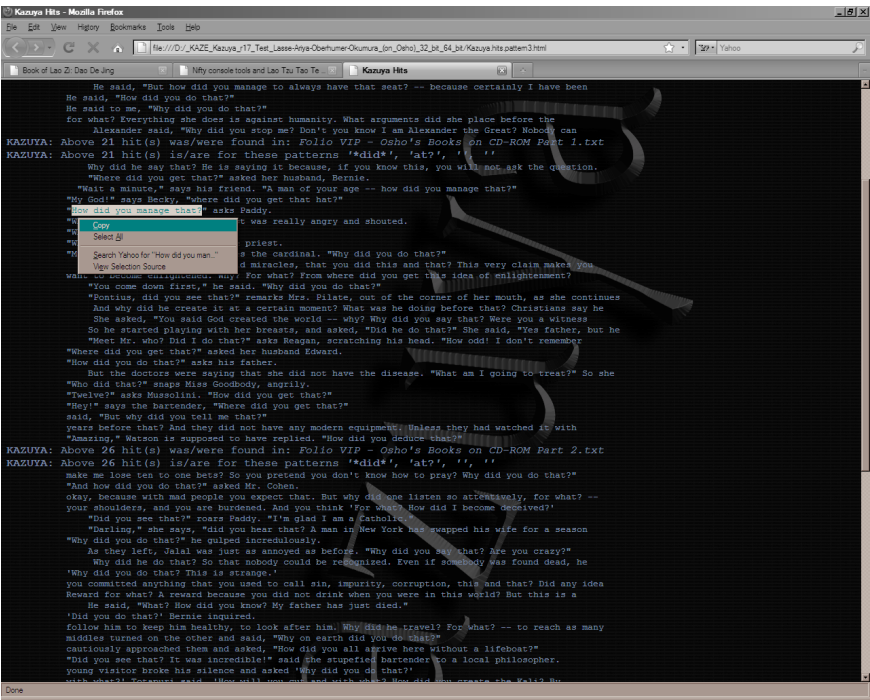 Kazuya Hits - Mozilla Firefox
File Edit View History Bookmarks Tools Help
file:///D:/_KAZE_Kazuya_r17_Test_Lasse-Ariya-Oberhumer-Okumura_(on_Osho)_32_bit_64_bit/Kazuya.hits.pattern3.html
Yahoo
Book of Lao Zi: Dao De Jing
Nifty console tools and Lao Tzu Tao Te ...
Kazuya Hits
He said, "But how did you manage to always have that seat? -- because certainly I have been
He said, "How did you do that?"
He said to me, "Why did you do that?"
for what? Everything she does is against humanity. What arguments did she place before the
Alexander said, "Why did you stop me? Don't you know I am Alexander the Great? Nobody can
KAZUYA: Above 21 hit(s) was/were found in: Folio VIP - Osho's Books on CD-ROM Part 1.txt
KAZUYA: Above 21 hit(s) is/are for these patterns '*did*', 'at?', '', ''
Why did he say that? He is saying it because, if you know this, you will not ask the question.
"Where did you get that?" asked her husband, Bernie.
"Wait a minute," says his friend. "A man of your age -- how did you manage that?"
"My God!" says Becky, "where did you get that hat?"
"How did you manage that?" asks Paddy.
"W t was really angry and shouted.
Copy
"W
Select All
"W priest.
Search Yahoo for "How did you man..."
"M s the cardinal. "Why did you do that?"
View Selection Source
d miracles, that you did this and that? This very claim makes you
want to become enlightened. Why? For what? From where did you get this idea of enlightenment?
"You come down first," he said. "Why did you do that?"
"Pontius, did you see that?" remarks Mrs. Pilate, out of the corner of her mouth, as she continues
And why did he create it at a certain moment? What was he doing before that? Christians say he
She asked, "You said God created the world -- why? Why did you say that? Were you a witness
So he started playing with her breasts, and asked, "Did he do that?" She said, "Yes father, but he
"Meet Mr. who? Did I do that?" asks Reagan, scratching his head. "How odd! I don't remember
"Where did you get that?" asked her husband Edward.
"How did you do that?" asks his father.
But the doctors were saying that she did not have the disease. "What am I going to treat?" So she
"Who did that?" snaps Miss Goodbody, angrily.
"Twelve?" asks Mussolini. "How did you get that?"
"Hey!" says the bartender, "Where did you get that?"
said, "But why did you tell me that?"
years before that? And they did not have any modern equipment. Unless they had watched it with
"Amazing," Watson is supposed to have replied. "How did you deduce that?"
KAZUYA: Above 26 hit(s) was/were found in: Folio VIP - Osho's Books on CD-ROM Part 2.txt
KAZUYA: Above 26 hit(s) is/are for these patterns '*did*', 'at?', '', ''
make me lose ten to one bets? So you pretend you don't know how to pray? Why did you do that?"
"And how did you do that?" asked Mr. Cohen.
okay, because with mad people you expect that. But why did one listen so attentively, for what? --
your shoulders, and you are burdened. And you think 'For what? How did I become deceived?'
"Did you see that?" roars Paddy. "I'm glad I am a Catholic."
"Darling," she says, "did you hear that? A man in New York has swapped his wife for a season
"Why did you do that?" he gulped incredulously.
As they left, Jalal was just as annoyed as before. "Why did you say that? Are you crazy?"
Why did he do that? So that nobody could be recognized. Even if somebody was found dead, he
'Why did you do that? This is strange.'
you committed anything that you used to call sin, impurity, corruption, this and that? Did any idea
Reward for what? A reward because you did not drink when you were in this world? But this is a
He said, "What? How did you know? My father has just died."
'Did you do that?' Bernie inquired.
follow him to keep him healthy, to look after him. Why did he travel? For what? -- to reach as many
middles turned on the other and said, "Why on earth did you do that?"
cautiously approached them and asked, "How did you all arrive here without a lifeboat?"
"Did you see that? It was incredible!" said the stupefied bartender to a local philosopher.
young visitor broke his silence and asked 'Why did you do that?'
with what?' Totapuri said, 'How will you cut and with what? How did you create the Kali? By
Done